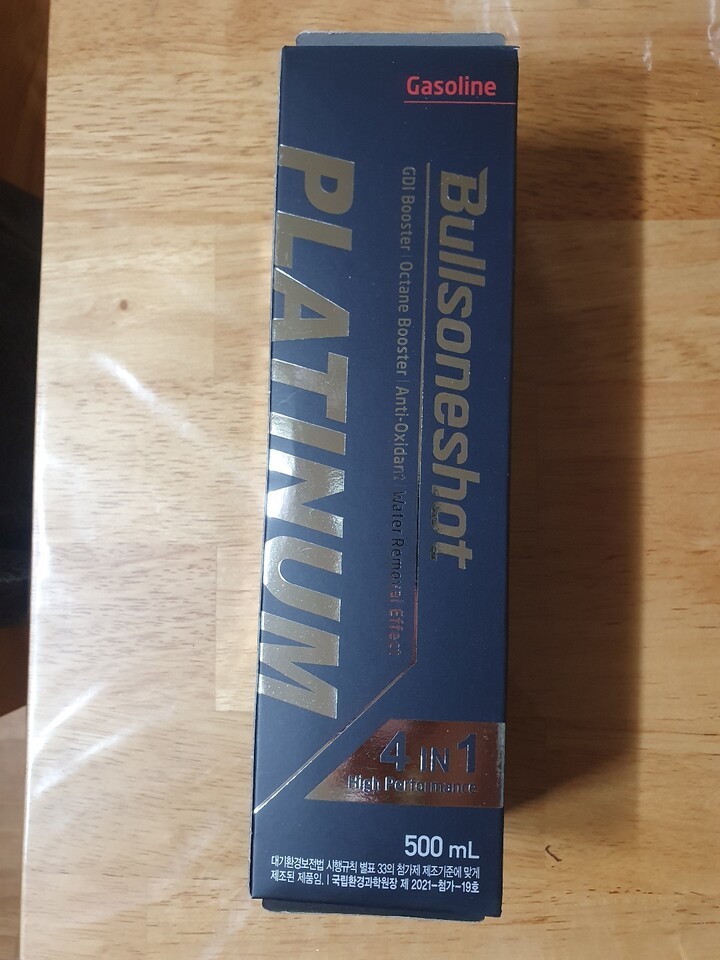 Gasoline
Bullsoneshot
GDI Booster | Octane Booster | Anti-Oxidant | Water Removal Effect
PLATINUM
4 IN 1
High Performance
500 mL
대기환경보전법 시행규칙 별표 33의 첨가제 제조기준에 맞게
제조된 제품임. | 국립환경과학원장 제 2021-첨가-19호